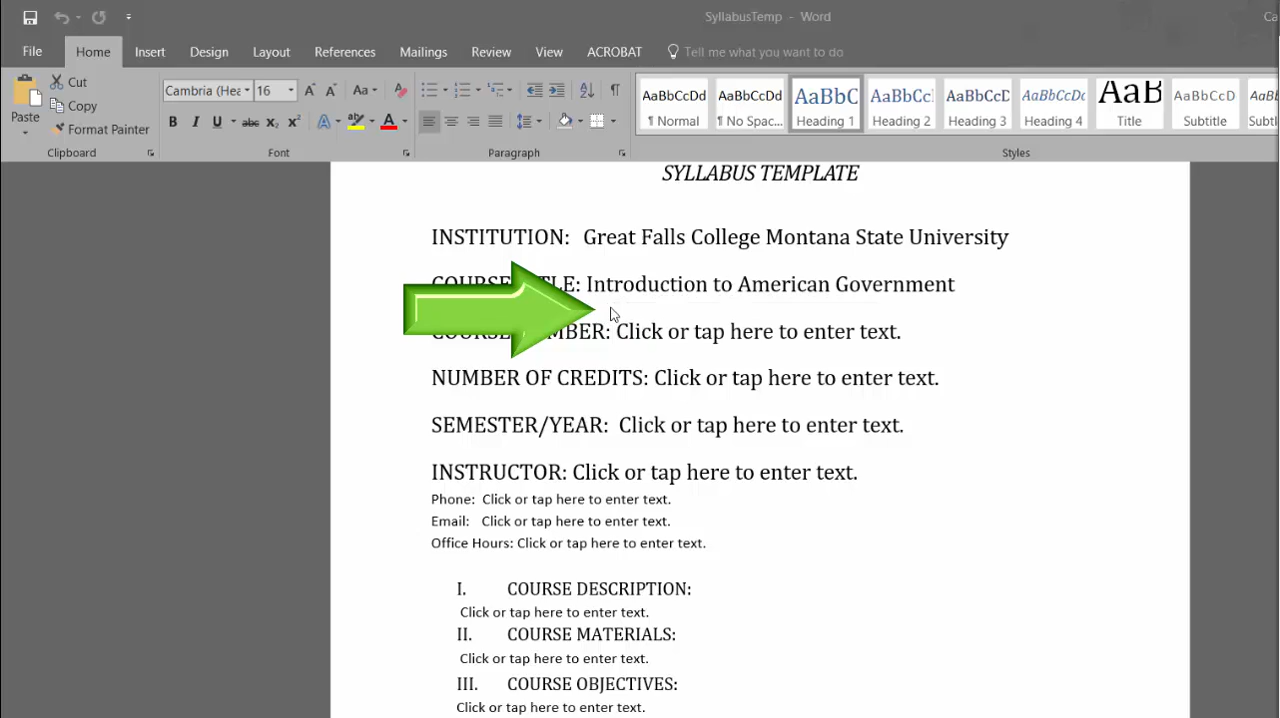 SyllabusTemp - Word
Ca
File Home Insert Design Layout References Mailings Review View ACROBAT Tell me what you want to do
Cut
Copy
Format Painter
Paste
Clipboard
Cambria (Hea 16
Font
Paragraph
AaBbCcDd AaBbCcDd AaBbC AaBbCc AaBbCcD AaBbCcDc AaB AaBbCcD AaBb
¶ Normal ¶ No Spac... Heading 1 Heading 2 Heading 3 Heading 4 Title Subtitle Subtl
Styles
SYLLABUS TEMPLATE
INSTITUTION: Great Falls College Montana State University
COURSE TLE: Introduction to American Government
COURSE MBER: Click or tap here to enter text.
NUMBER OF CREDITS: Click or tap here to enter text.
SEMESTER/YEAR: Click or tap here to enter text.
INSTRUCTOR: Click or tap here to enter text.
Phone: Click or tap here to enter text.
Email: Click or tap here to enter text.
Office Hours: Click or tap here to enter text.
I. COURSE DESCRIPTION:
Click or tap here to enter text.
II. COURSE MATERIALS:
Click or tap here to enter text.
III. COURSE OBJECTIVES:
Click or tap here to enter text.